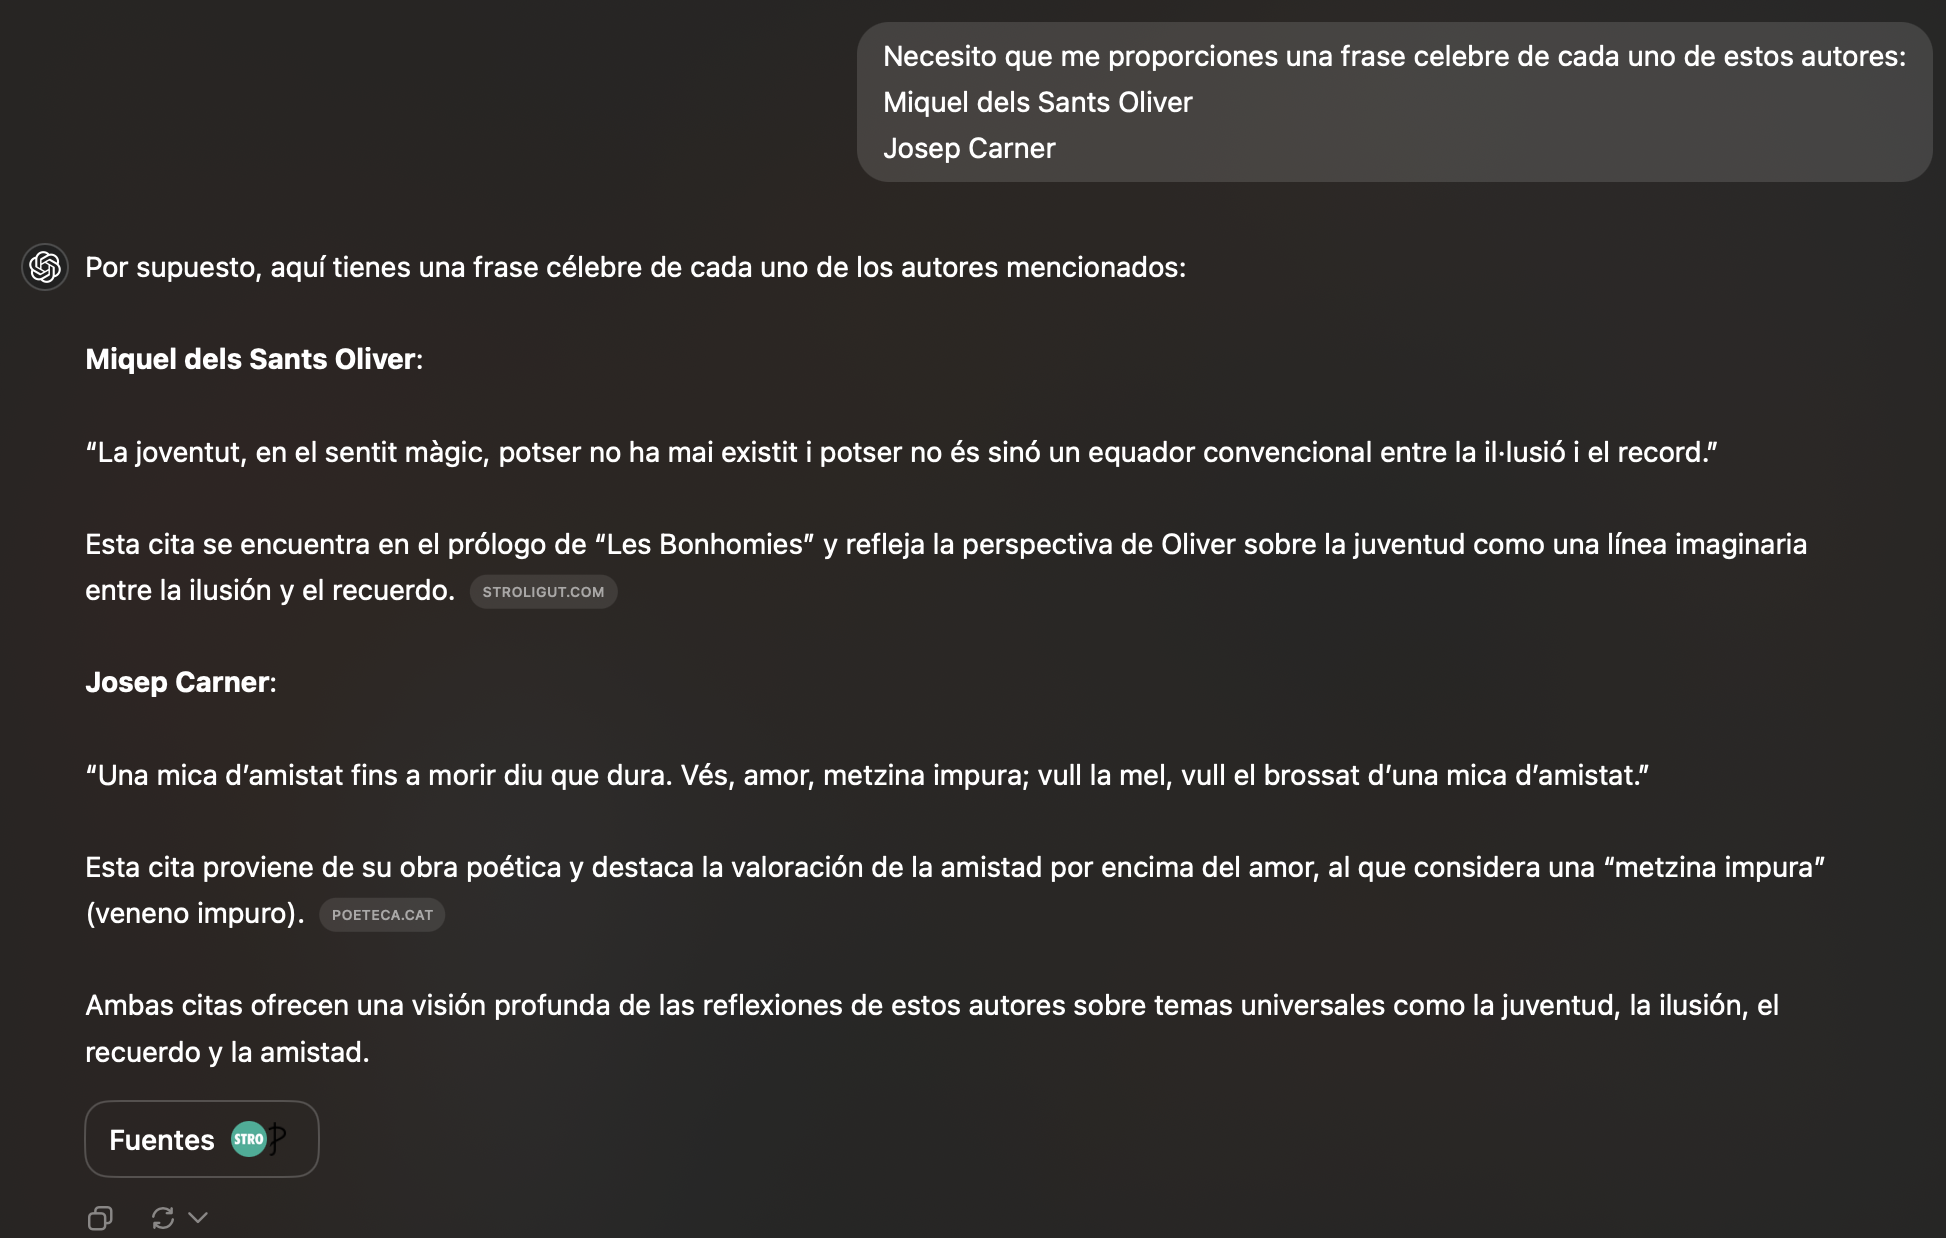 Necesito que me proporciones una frase celebre de cada uno de estos autores:
Miquel dels Sants Oliver
Josep Carner
Por supuesto, aquí tienes una frase célebre de cada uno de los autores mencionados:
Miquel dels Sants Oliver:
“La joventut, en el sentit màgic, potser no ha mai existit i potser no és sinó un equador convencional entre la il·lusió i el record.”
Esta cita se encuentra en el prólogo de “Les Bonhomies” y refleja la perspectiva de Oliver sobre la juventud como una línea imaginaria
entre la ilusión y el recuerdo. STROLIGUT.COM
Josep Carner:
“Una mica d’amistat fins a morir diu que dura. Vés, amor, metzina impura; vull la mel, vull el brossat d’una mica d’amistat.”
Esta cita proviene de su obra poética y destaca la valoración de la amistad por encima del amor, al que considera una “metzina impura”
(veneno impuro). POETECA.CAT
Ambas citas ofrecen una visión profunda de las reflexiones de estos autores sobre temas universales como la juventud, la ilusión, el
recuerdo y la amistad.
Fuentes STRO P